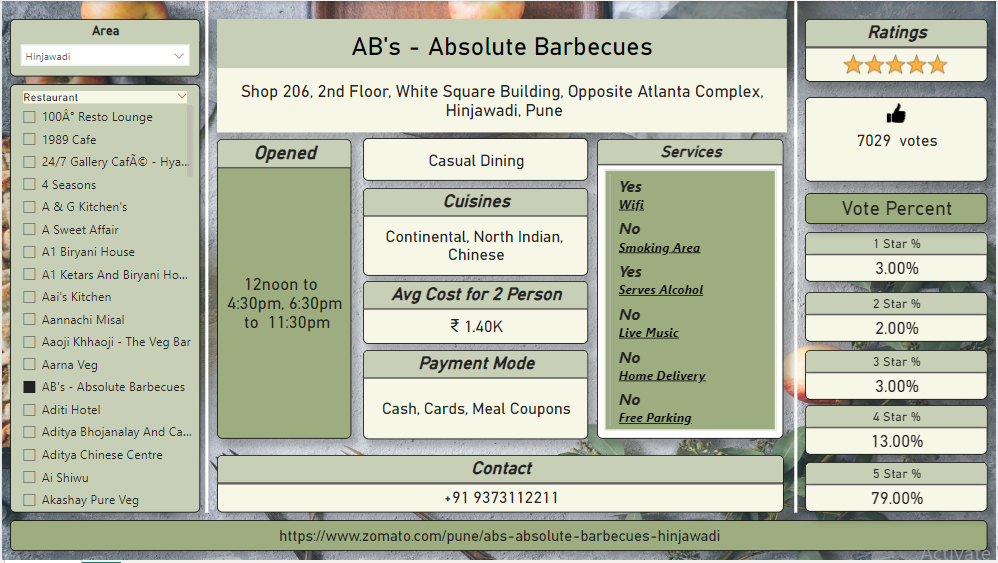 Area
Hinjawadi
Restaurant
100Â° Resto Lounge
1989 Cafe
24/7 Gallery CafÃ© - Hya...
4 Seasons
A & G Kitchen's
A Sweet Affair
A1 Biryani House
A1 Ketars And Biryani Ho...
Aai's Kitchen
Aannachi Misal
Aaoji Khhaoji - The Veg Bar
Aarna Veg
AB's - Absolute Barbecues
Aditi Hotel
Aditya Bhojanalay And Ca...
Aditya Chinese Centre
Ai Shiwu
Akashay Pure Veg
AB's - Absolute Barbecues
Shop 206, 2nd Floor, White Square Building, Opposite Atlanta Complex,
Hinjawadi, Pune
Opened
12noon to
4:30pm, 6:30pm
to 11:30pm
Casual Dining
Cuisines
Continental, North Indian,
Chinese
Avg Cost for 2 Person
₹ 1.40K
Payment Mode
Cash, Cards, Meal Coupons
Services
Yes
Wifi
No
Smoking Area
Yes
Serves Alcohol
No
Live Music
No
Home Delivery
No
Free Parking
Contact
+91 9373112211
Ratings
7029 votes
Vote Percent
1 Star %
3.00%
2 Star %
2.00%
3 Star %
3.00%
4 Star %
13.00%
5 Star %
79.00%
https://www.zomato.com/pune/abs-absolute-barbecues-hinjawadi
Activate